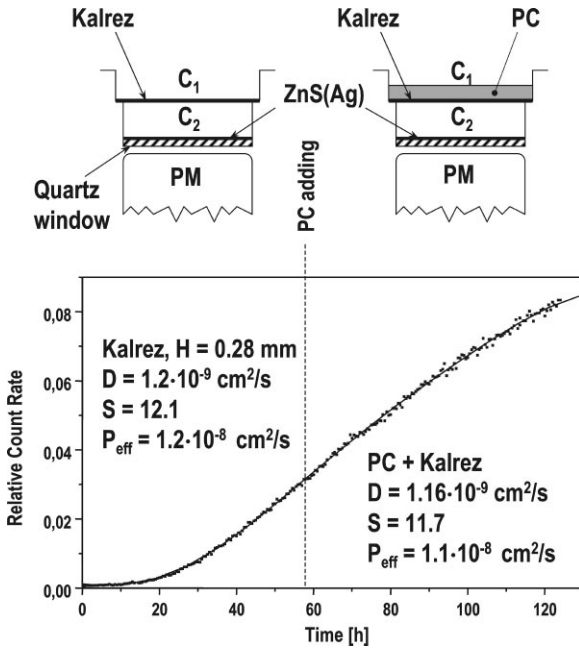 Kalrez
Kalrez
PC
C₁
C₁
ZnS(Ag)
C₂
C₂
Quartz
window
PM
PM
PC adding
Relative Count Rate
0,08
0,06
0,04
0,02
0,00
Kalrez, H = 0.28 mm
D = 1.2·10⁻⁹ cm²/s
S = 12.1
P_eff = 1.2·10⁻⁸ cm²/s
PC + Kalrez
D = 1.16·10⁻⁹ cm²/s
S = 11.7
P_eff = 1.1·10⁻⁸ cm²/s
0 20 40 60 80 100 120
Time [h]